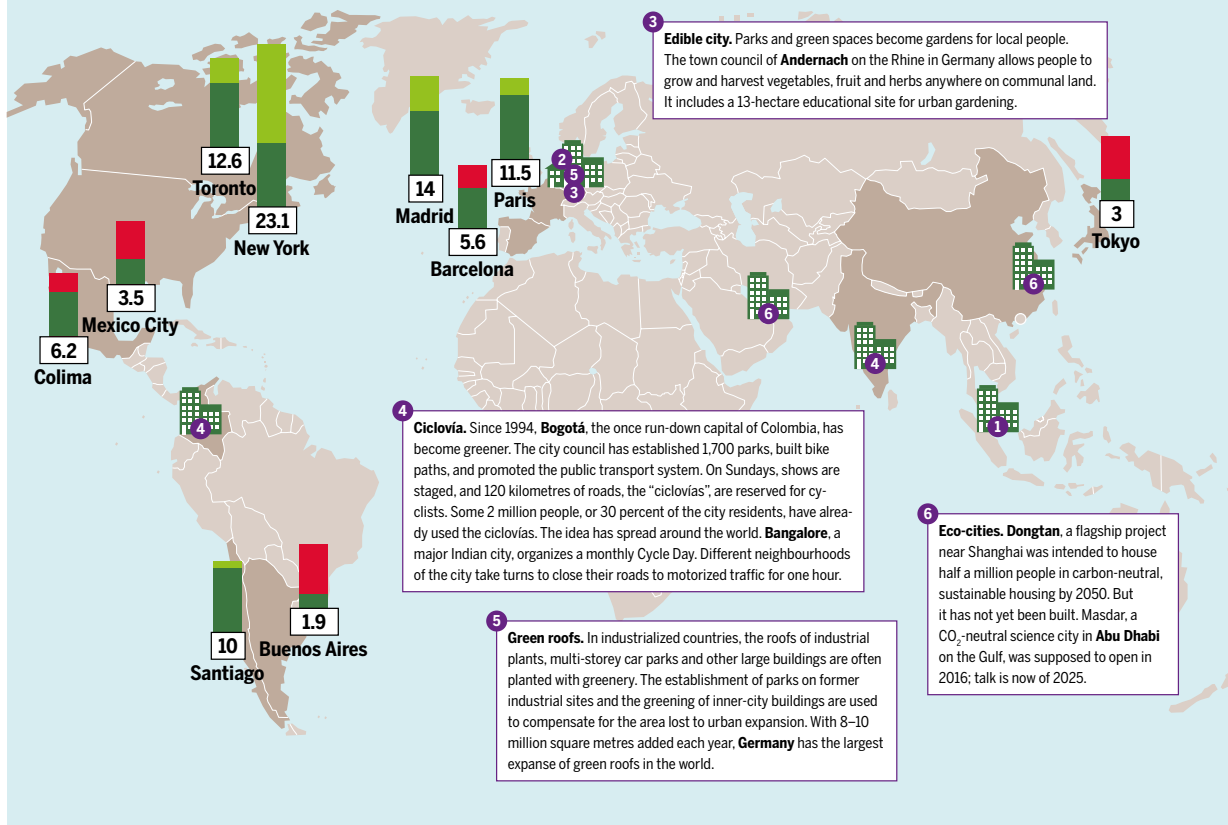 3
Edible city. Parks and green spaces become gardens for local people.
The town council of Andernach on the Rhine in Germany allows people to
grow and harvest vegetables, fruit and herbs anywhere on communal land.
It includes a 13-hectare educational site for urban gardening.
12.6
Toronto
23.1
New York
14
Madrid
11.5
Paris
5.6
Barcelona
2
5
3
3
Tokyo
3.5
Mexico City
6.2
Colima
6
6
4
1
4
4
Ciclovía. Since 1994, Bogotá, the once run-down capital of Colombia, has
become greener. The city council has established 1,700 parks, built bike
paths, and promoted the public transport system. On Sundays, shows are
staged, and 120 kilometres of roads, the “ciclovías”, are reserved for cy-
clists. Some 2 million people, or 30 percent of the city residents, have alrea-
dy used the ciclovías. The idea has spread around the world. Bangalore, a
major Indian city, organizes a monthly Cycle Day. Different neighbourhoods
of the city take turns to close their roads to motorized traffic for one hour.
6
Eco-cities. Dongtan, a flagship project
near Shanghai was intended to house
half a million people in carbon-neutral,
sustainable housing by 2050. But
it has not yet been built. Masdar, a
CO2-neutral science city in Abu Dhabi
on the Gulf, was supposed to open in
2016; talk is now of 2025.
10
Santiago
1.9
Buenos Aires
5
Green roofs. In industrialized countries, the roofs of industrial
plants, multi-storey car parks and other large buildings are often
planted with greenery. The establishment of parks on former
industrial sites and the greening of inner-city buildings are used
to compensate for the area lost to urban expansion. With 8–10
million square metres added each year, Germany has the largest
expanse of green roofs in the world.